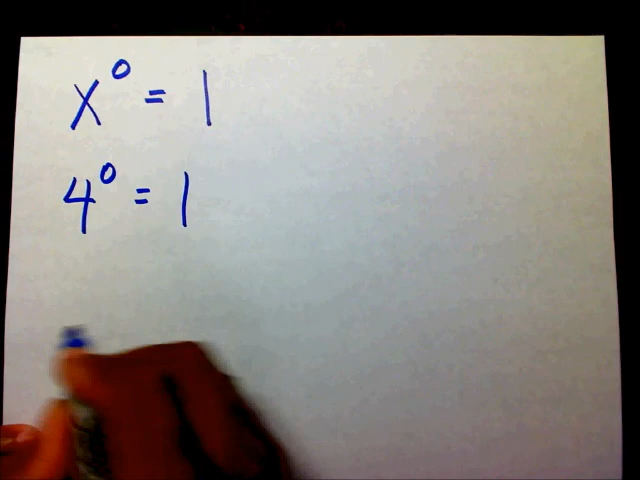 x⁰ = 1
4⁰ = 1